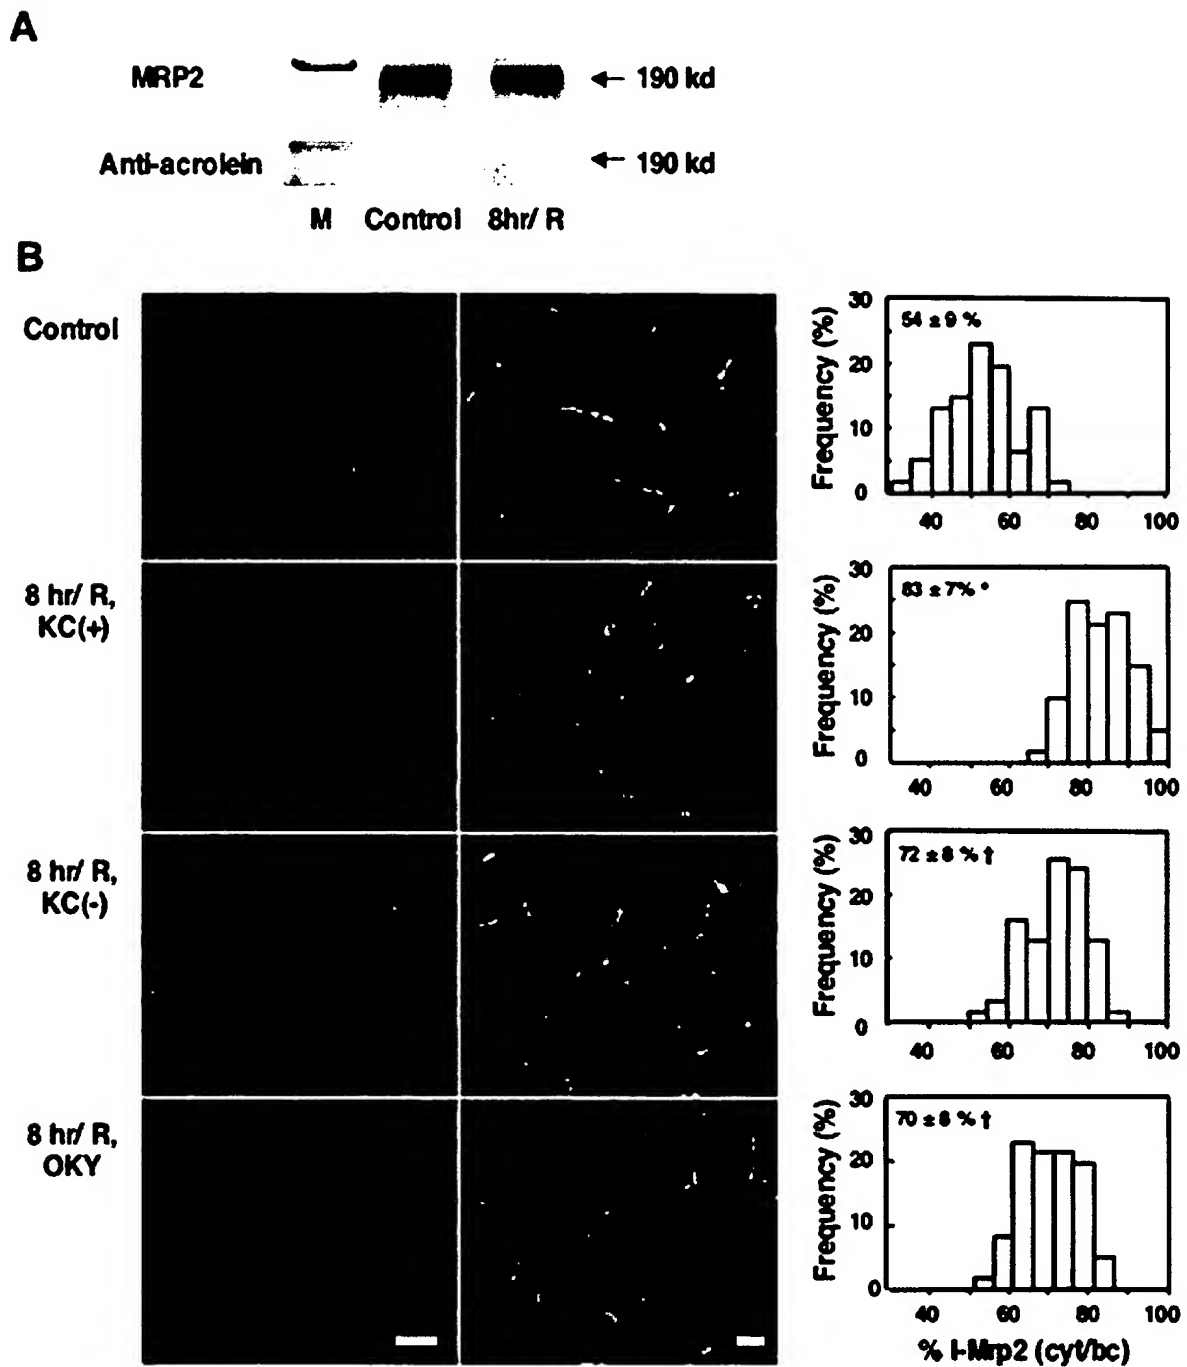 A
MRP2
← 190 kd
Anti-acrolein
← 190 kd
M Control 8hr/ R
B
Control
8 hr/ R,
KC(+)
8 hr/ R,
KC(-)
8 hr/ R,
OKY
Frequency (%)
30
20
10
0
54 ± 9 %
40 60 80 100
Frequency (%)
30
20
10
0
83 ± 7% *
40 60 80 100
Frequency (%)
30
20
10
0
72 ± 8 % †
40 60 80 100
Frequency (%)
30
20
10
0
70 ± 8 % †
40 60 80 100
% I-Mrp2 (cyt/bc)